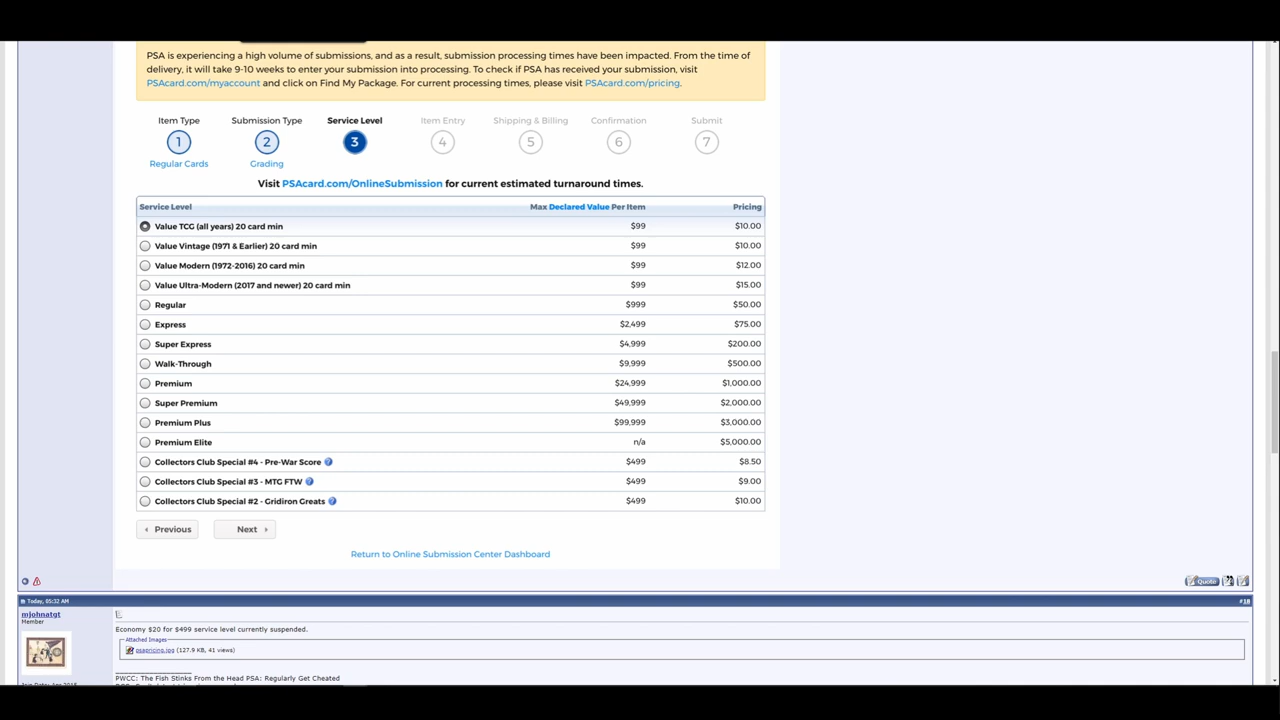 PSA is experiencing a high volume of submissions, and as a result, submission processing times have been impacted. From the time of
delivery, it will take 9-10 weeks to enter your submission into processing. To check if PSA has received your submission, visit
PSAcard.com/myaccount and click on Find My Package. For current processing times, please visit PSAcard.com/pricing.
Item Type Submission Type Service Level Item Entry Shipping & Billing Confirmation Submit
1 2 3 4 5 6 7
Regular Cards Grading
Visit PSAcard.com/OnlineSubmission for current estimated turnaround times.
Service Level Max Declared Value Per Item Pricing
Value TCG (all years) 20 card min $99 $10.00
Value Vintage (1971 & Earlier) 20 card min $99 $10.00
Value Modern (1972-2016) 20 card min $99 $12.00
Value Ultra-Modern (2017 and newer) 20 card min $99 $15.00
Regular $999 $50.00
Express $2,499 $75.00
Super Express $4,999 $200.00
Walk-Through $9,999 $500.00
Premium $24,999 $1,000.00
Super Premium $49,999 $2,000.00
Premium Plus $99,999 $3,000.00
Premium Elite n/a $5,000.00
Collectors Club Special #4 - Pre-War Score $499 $8.50
Collectors Club Special #3 - MTG FTW $499 $9.00
Collectors Club Special #2 - Gridiron Greats $499 $10.00
Previous Next
Return to Online Submission Center Dashboard
Quote
Today, 05:32 AM #18
mjohnatgt
Member
Economy $20 for $499 service level currently suspended.
Attached Images
psapricing.jpg (127.9 KB, 41 views)
PWCC: The Fish Stinks From the Head PSA: Regularly Get Cheated